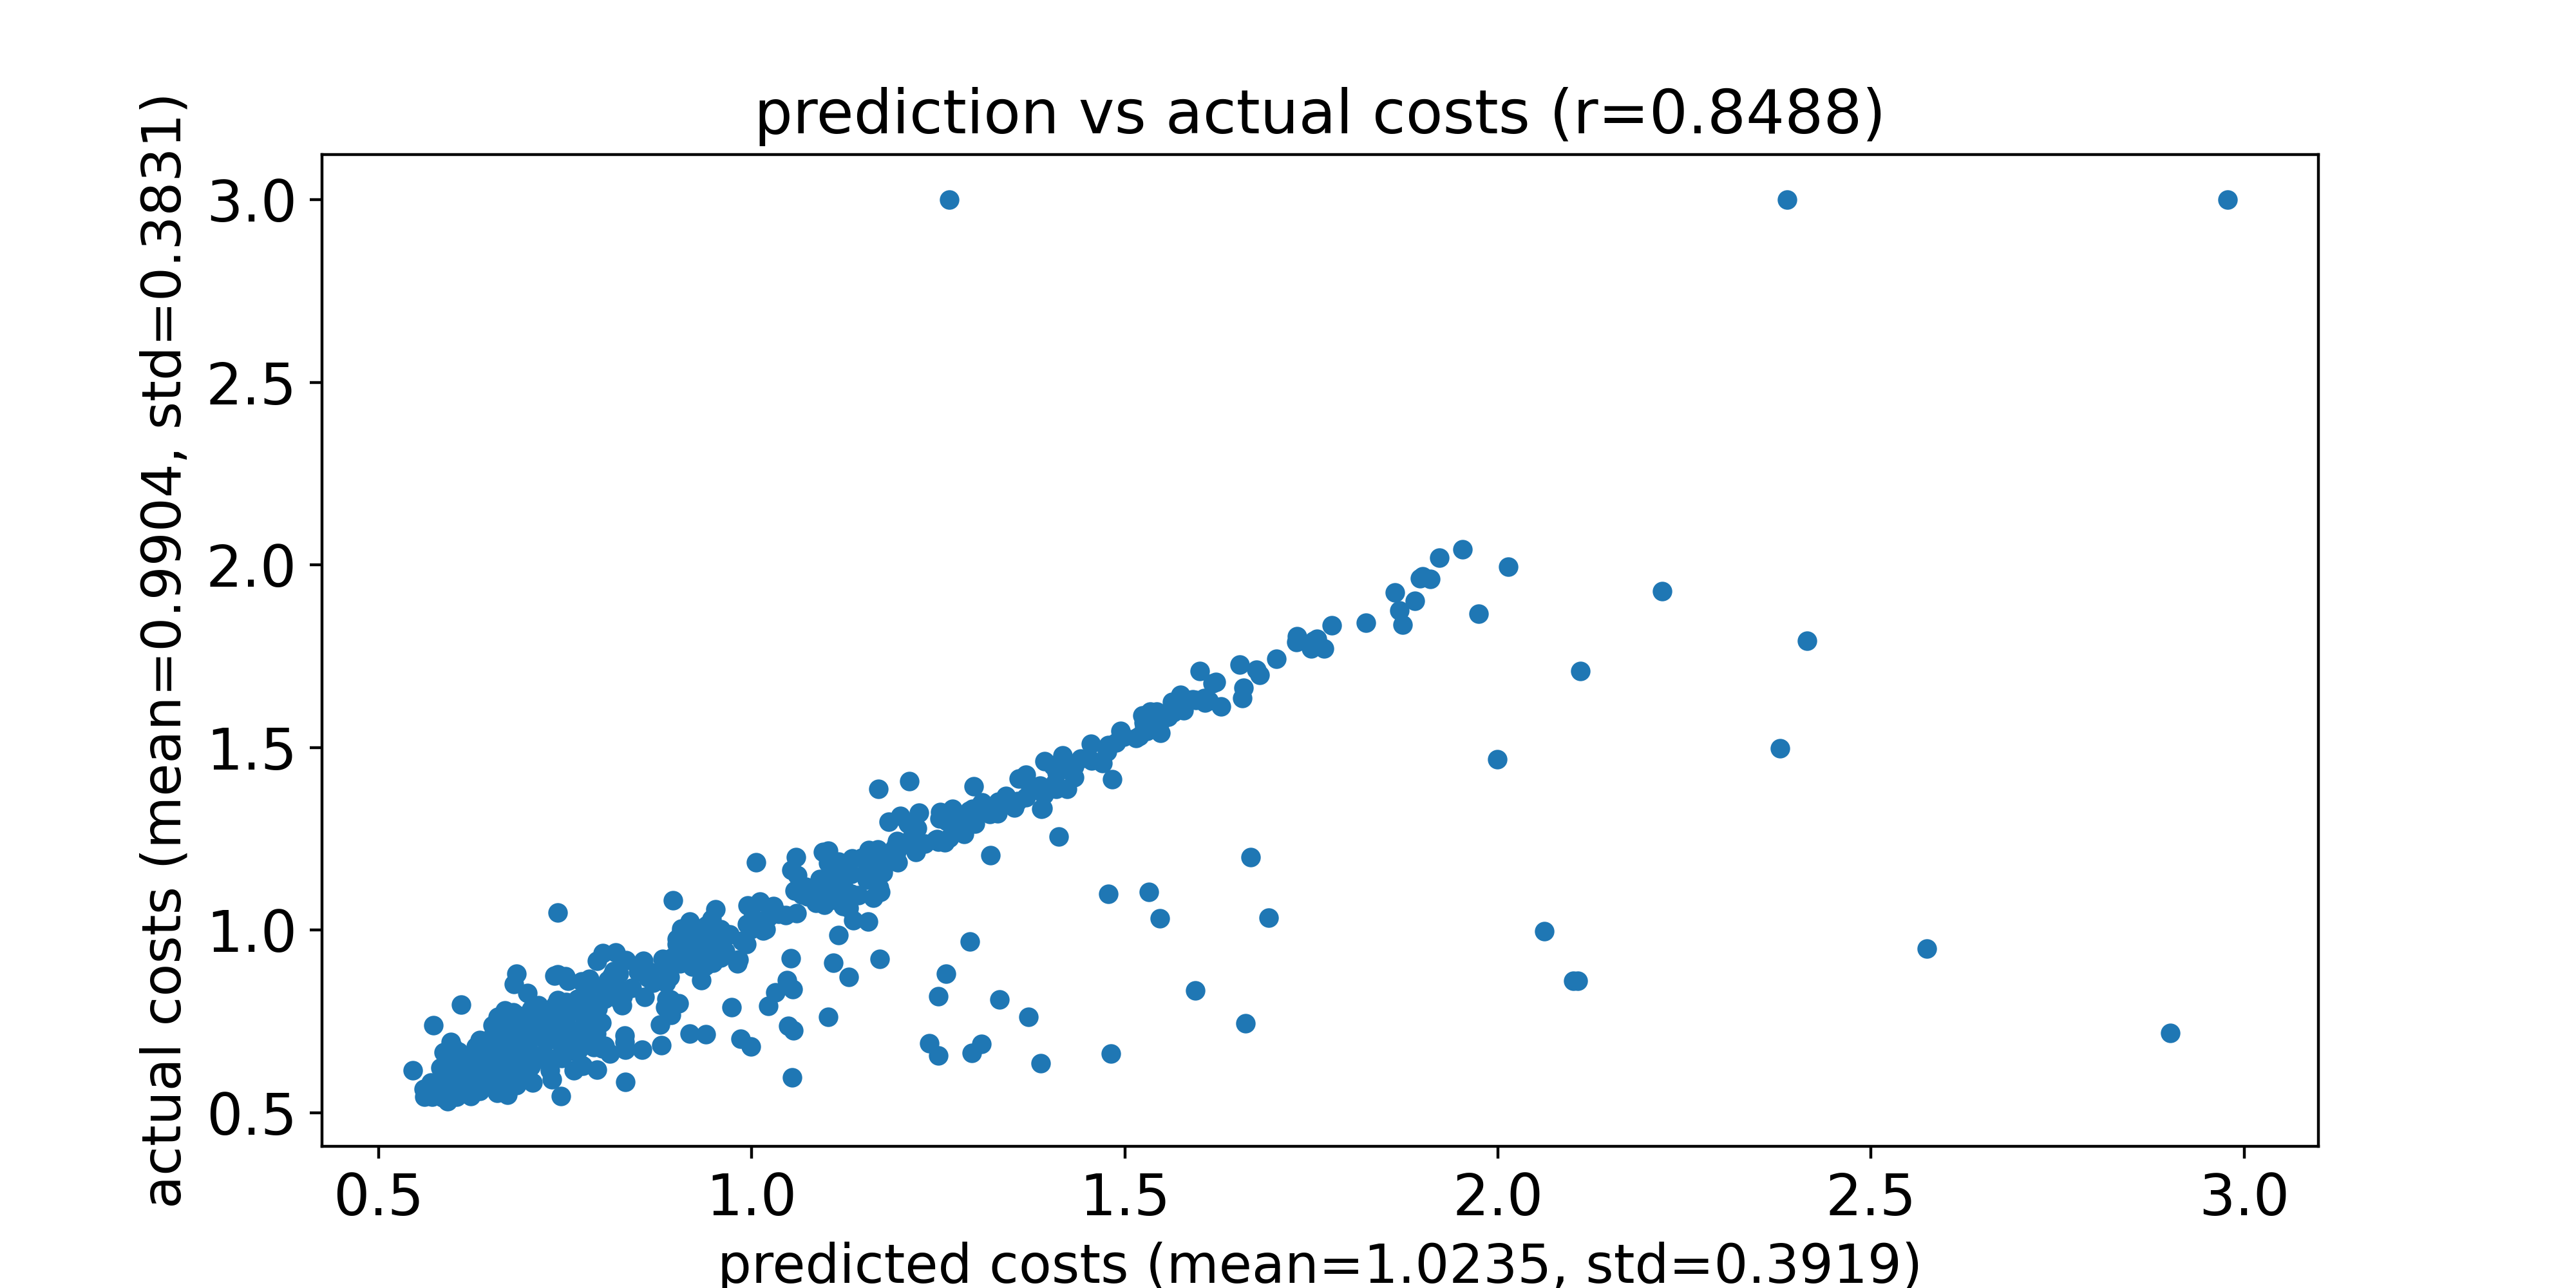 prediction vs actual costs (r=0.8488)
actual costs (mean=0.9904, std=0.3831)
3.0
2.5
2.0
1.5
1.0
0.5
0.5 1.0 1.5 2.0 2.5 3.0
predicted costs (mean=1.0235, std=0.3919)